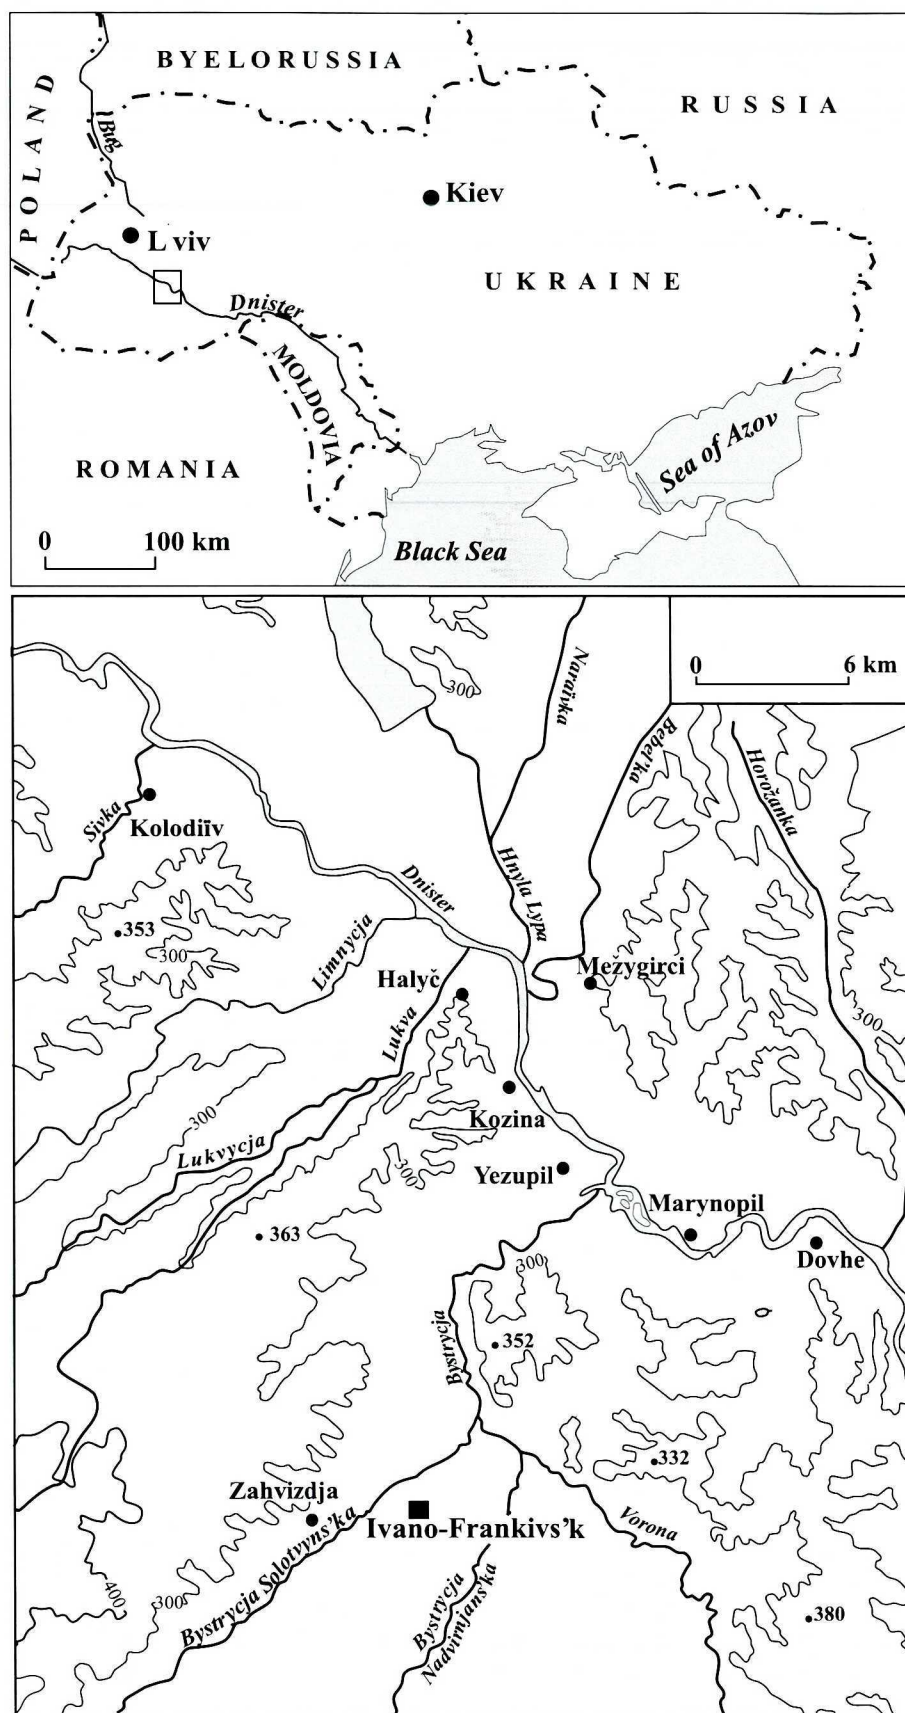 BYELORUSSIA
RUSSIA
POLAND
Bug
Kiev
L viv
UKRAINE
Dnister
MOLDOVIA
Sea of Azov
ROMANIA
0 100 km
Black Sea
0 6 km
300
Naraïvka
Bebel'ka
Horožanka
Sivka
Kolodiïv
Hnyla Lypa
Dnister
353
300
Limnycja
Mežygirci
Halyč
Lukva
300
300
Kozina
Lukvycja
300
Yezupil
Marynopil
363
Dovhe
300
Bystrycja
352
332
Zahvizdja
Ivano-Frankivs'k
Vorona
400
300
Bystrycja Solotvyns'ka
Bystrycja
Nadvirnjans'ka
380